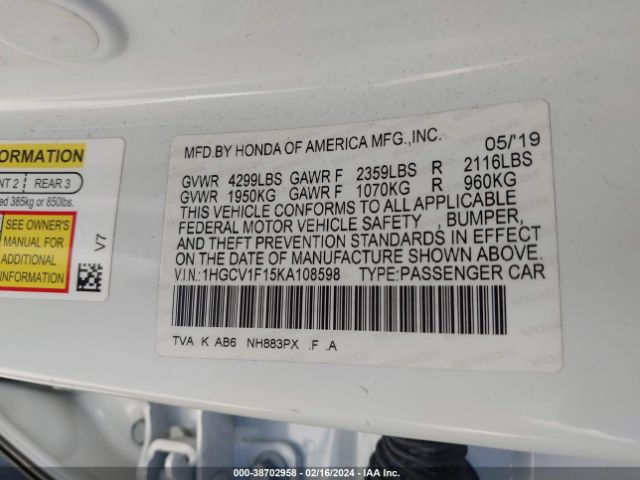 MFD.BY HONDA OF AMERICA MFG.,INC. 05/'19
GVWR 4299LBS GAWR F 2359LBS R 2116LBS
GVWR 1950KG GAWR F 1070KG R 960KG
THIS VEHICLE CONFORMS TO ALL APPLICABLE
FEDERAL MOTOR VEHICLE SAFETY , BUMPER,
AND THEFT PREVENTION STANDARDS IN EFFECT
ON THE DATE OF MANUFACTURE SHOWN ABOVE.
V.I.N.:1HGCV1F15KA108598 TYPE:PASSENGER CAR
TVA K AB6 NH883PX .F .A
REAR 3
385kg or 850lbs.
SEE OWNER'S
MANUAL FOR
ADDITIONAL
INFORMATION
V7
000-38702958 - 02/16/2024 - IAA Inc.